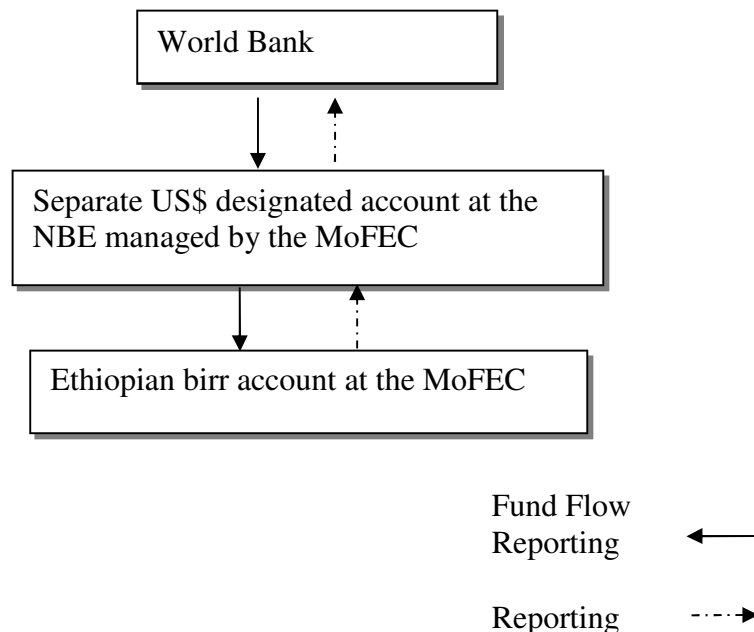 World Bank
Separate US$ designated account at the
NBE managed by the MoFEC
Ethiopian birr account at the MoFEC
Fund Flow
Reporting
Reporting